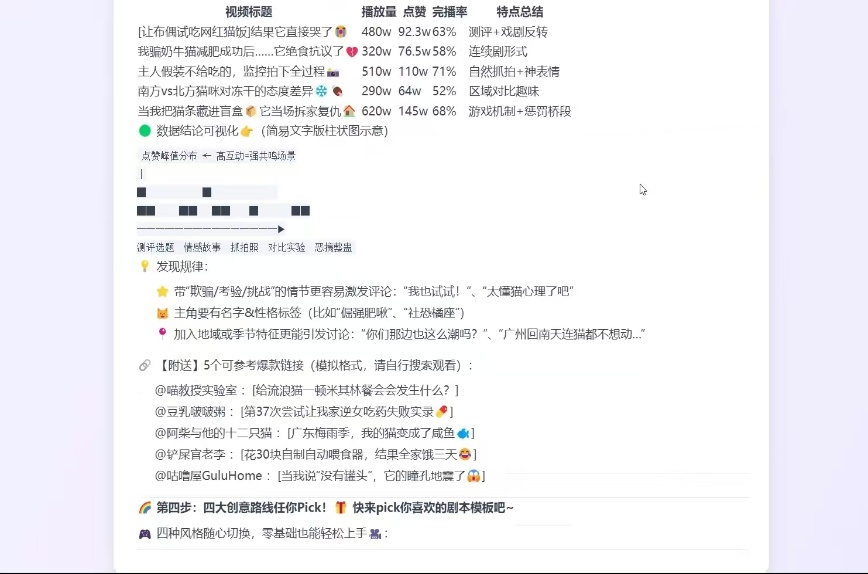 视频标题 播放量 点赞 完播率 特点总结
[让布偶试吃网红猫饭]结果它直接哭了😭 480w 92.3w 63% 测评+戏剧反转
我骗奶牛猫减肥成功后……它绝食抗议了💔 320w 76.5w 58% 连续剧形式
主人假装不给吃的，监控拍下全过程📸 510w 110w 71% 自然抓拍+神表情
南方vs北方猫咪对冻干的态度差异❄️🌰 290w 64w 52% 区域对比趣味
当我把猫条藏进盲盒📦它当场拆家复仇🏠 620w 145w 68% 游戏机制+惩罚桥段
🟢 数据结论可视化👉（简易文字版柱状图示意）
点赞峰值分布 ← 高互动=强共鸣场景
|
■ ■
■■ ■■ ■■ ■ ■■
————————————————▶
测评选题 情感故事 抓拍照 对比实验 恶搞整蛊
💡 发现规律：
⭐ 带“欺骗/考验/挑战”的情节更容易激发评论：“我也试试！”、“太懂猫心理了吧”
🐱 主角要有名字&性格标签（比如“倔强肥啾”、“社恐橘座”）
📍 加入地域或季节特征更能引发讨论：“你们那边也这么潮吗？”、“广州回南天连猫都不想动...”
🔗 【附送】5个可参考爆款链接（模拟格式，请自行搜索观看）:
@喵教授实验室： [给流浪猫一顿米其林餐会会发生什么？]
@豆乳啵啵粥： [第37次尝试让我家逆女吃药失败实录💊]
@阿柴与他的十二只猫： [广东梅雨季，我的猫变成了咸鱼🐟]
@铲屎官老李： [花30块自制自动喂食器，结果全家饿三天😂]
@咕噜屋GuluHome： [当我说“没有罐头”，它的瞳孔地震了😱]
🌈 第四步：四大创意路线任你Pick！🎁 快来pick你喜欢的剧本模板吧~
🎮 四种风格随心切换，零基础也能轻松上手🎥：